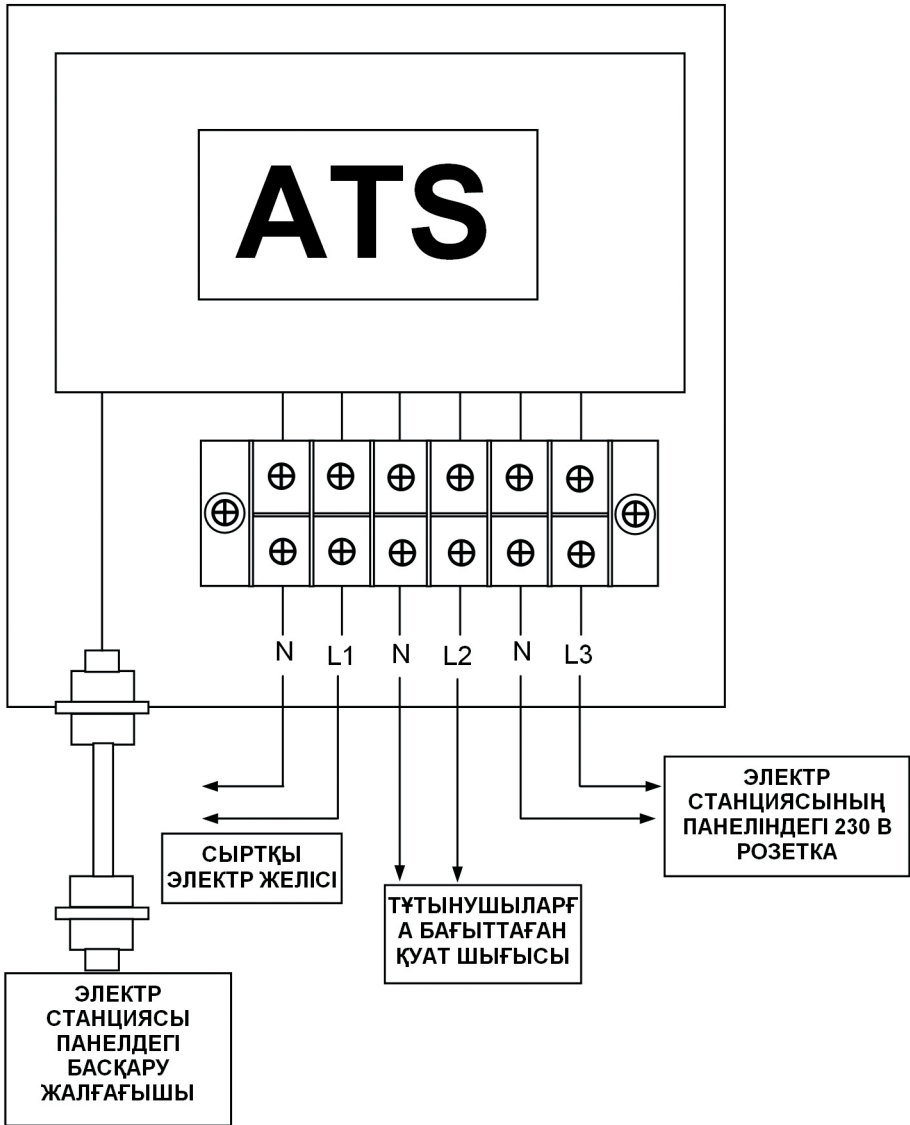 ATS
N
L1
N
L2
N
L3
ЭЛЕКТР
СТАНЦИЯСЫНЫҢ
ПАНЕЛІНДЕГІ 230 В
РОЗЕТКА
СЫРТҚЫ
ЭЛЕКТР ЖЕЛІСІ
ТҰТЫНУШЫЛАРҒ
А БАҒЫТТАҒАН
ҚУАТ ШЫҒЫСЫ
ЭЛЕКТР
СТАНЦИЯСЫ
ПАНЕЛДЕГІ
БАСҚАРУ
ЖАЛҒАҒЫШЫ